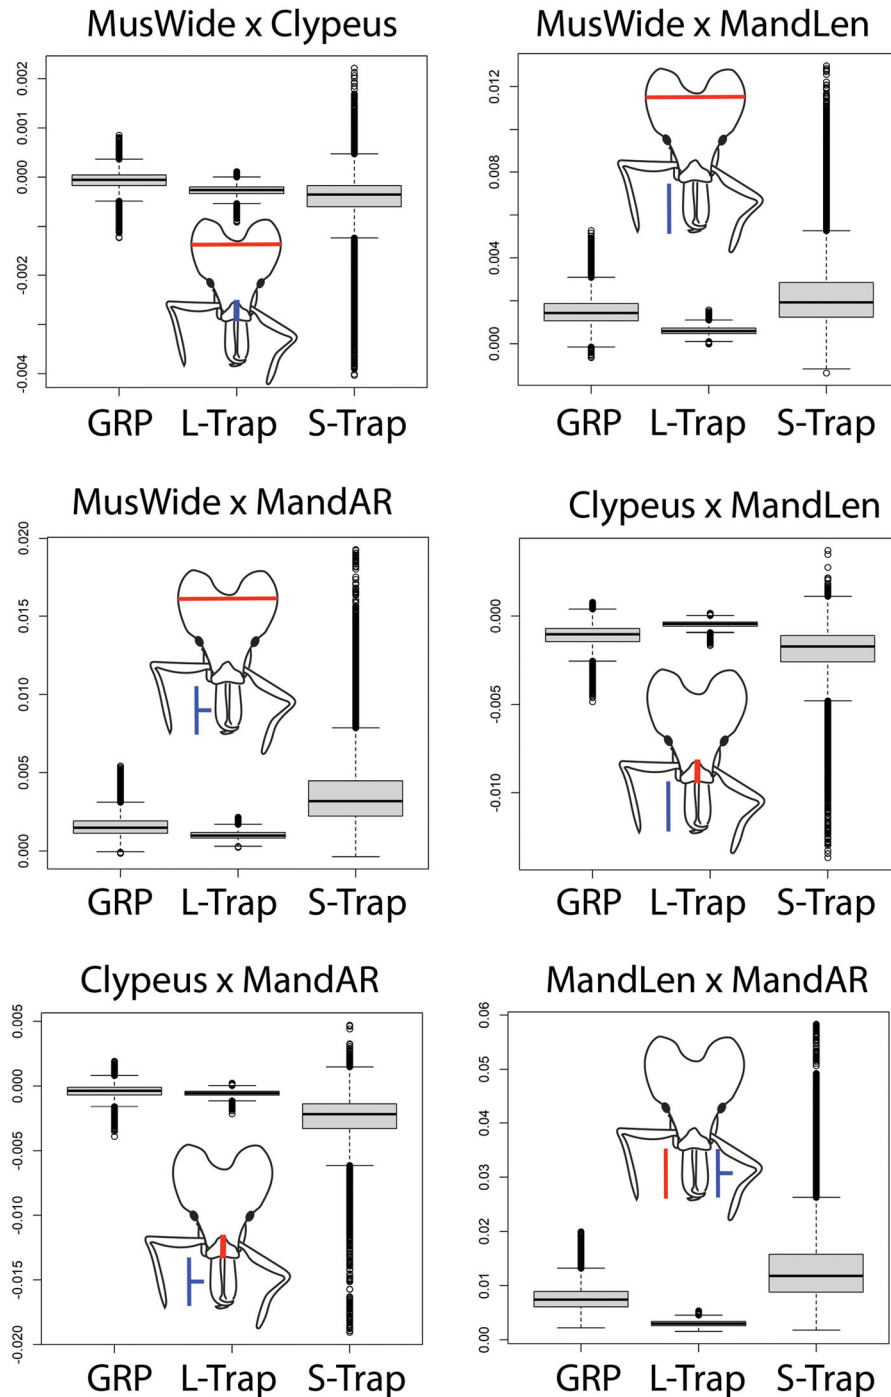 MusWide x Clypeus
0.002
0.001
0.000
-0.002
-0.004
GRP L-Trap S-Trap
MusWide x MandLen
0.012
0.008
0.004
0.000
GRP L-Trap S-Trap
MusWide x MandAR
0.020
0.015
0.010
0.005
0.000
GRP L-Trap S-Trap
Clypeus x MandLen
0.000
-0.005
-0.010
GRP L-Trap S-Trap
Clypeus x MandAR
0.005
0.000
-0.005
-0.010
-0.015
-0.020
GRP L-Trap S-Trap
MandLen x MandAR
0.06
0.05
0.04
0.03
0.02
0.01
0.00
GRP L-Trap S-Trap